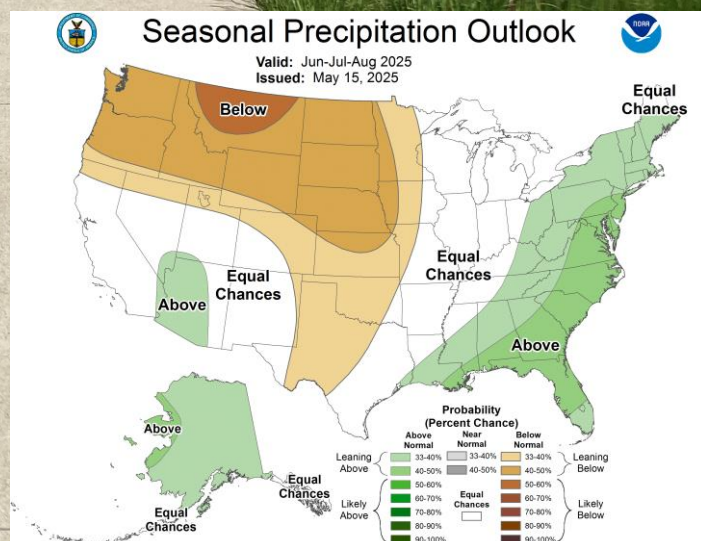 Seasonal Precipitation Outlook
NOAA
Valid: Jun-Jul-Aug 2025
Issued: May 15, 2025
Below
Equal
Chances
Equal
Chances
Equal
Chances
Above
Above
Above
Equal
Chances
Equal
Chances
Probability
(Percent Chance)
Above
Normal
Near
Normal
Below
Normal
Leaning
Above
33-40%
33-40%
33-40%
Leaning
Below
40-50%
40-50%
40-50%
Likely
Above
50-60%
50-60%
Likely
Below
60-70%
60-70%
Equal
Chances
70-80%
70-80%
80-90%
80-90%
90-100%
90-100%